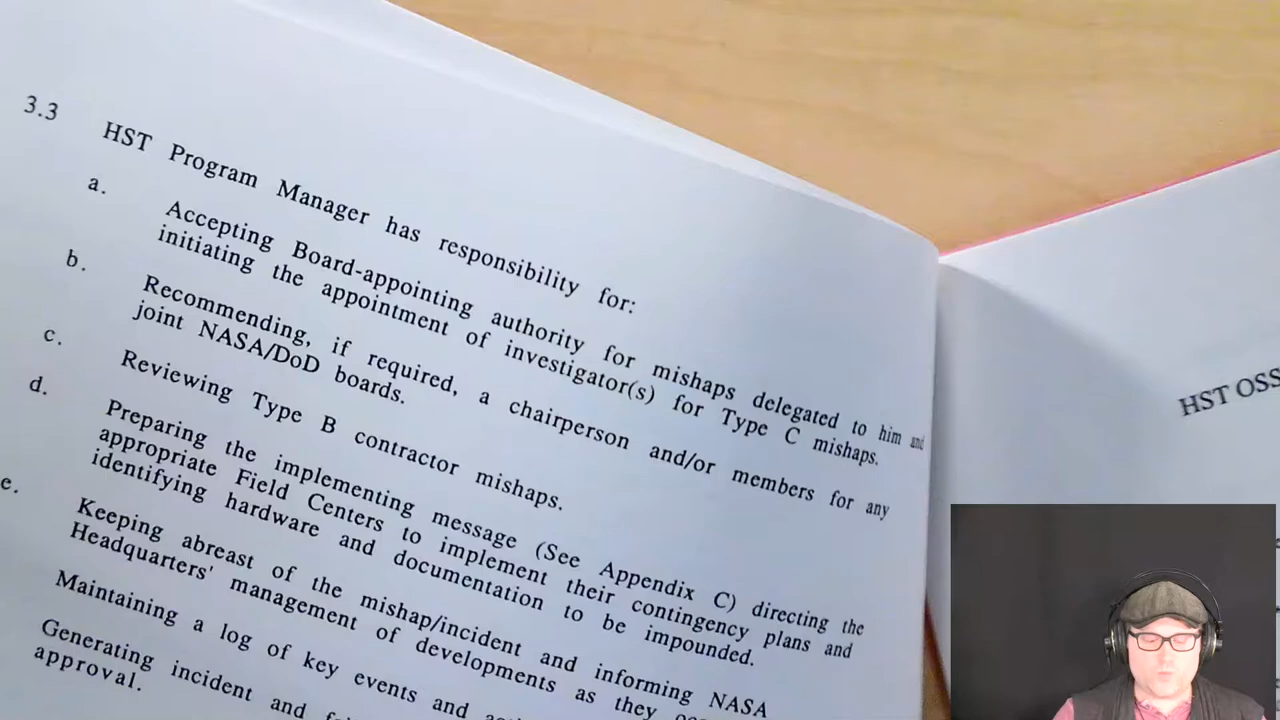 3.3 HST Program Manager has responsibility for:
a. Accepting Board-appointing authority for mishaps delegated to him and
initiating the appointment of investigator(s) for Type C mishaps.
b. Recommending, if required, a chairperson and/or members for any
joint NASA/DoD boards.
c. Reviewing Type B contractor mishaps.
d. Preparing the implementing message (See Appendix C) directing the
appropriate Field Centers to implement their contingency plans and
identifying hardware and documentation to be impounded.
e. Keeping abreast of the mishap/incident and informing NASA
Headquarters' management of developments as they
Maintaining a log of key events and
Generating incident and
approval.
HST OSS